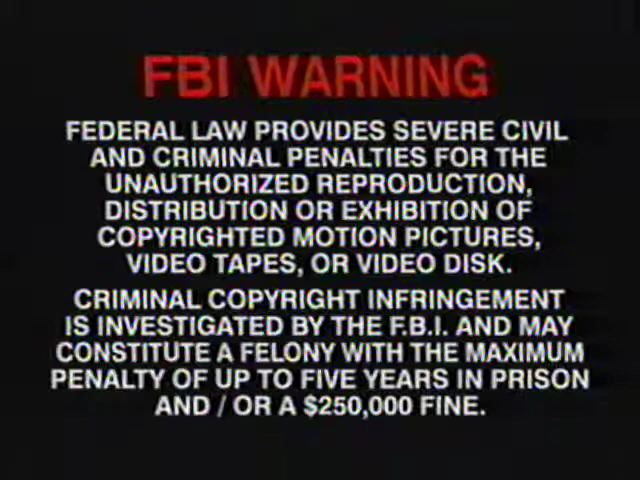 FBI WARNING
FEDERAL LAW PROVIDES SEVERE CIVIL
AND CRIMINAL PENALTIES FOR THE
UNAUTHORIZED REPRODUCTION,
DISTRIBUTION OR EXHIBITION OF
COPYRIGHTED MOTION PICTURES,
VIDEO TAPES, OR VIDEO DISK.
CRIMINAL COPYRIGHT INFRINGEMENT
IS INVESTIGATED BY THE F.B.I. AND MAY
CONSTITUTE A FELONY WITH THE MAXIMUM
PENALTY OF UP TO FIVE YEARS IN PRISON
AND / OR A $250,000 FINE.